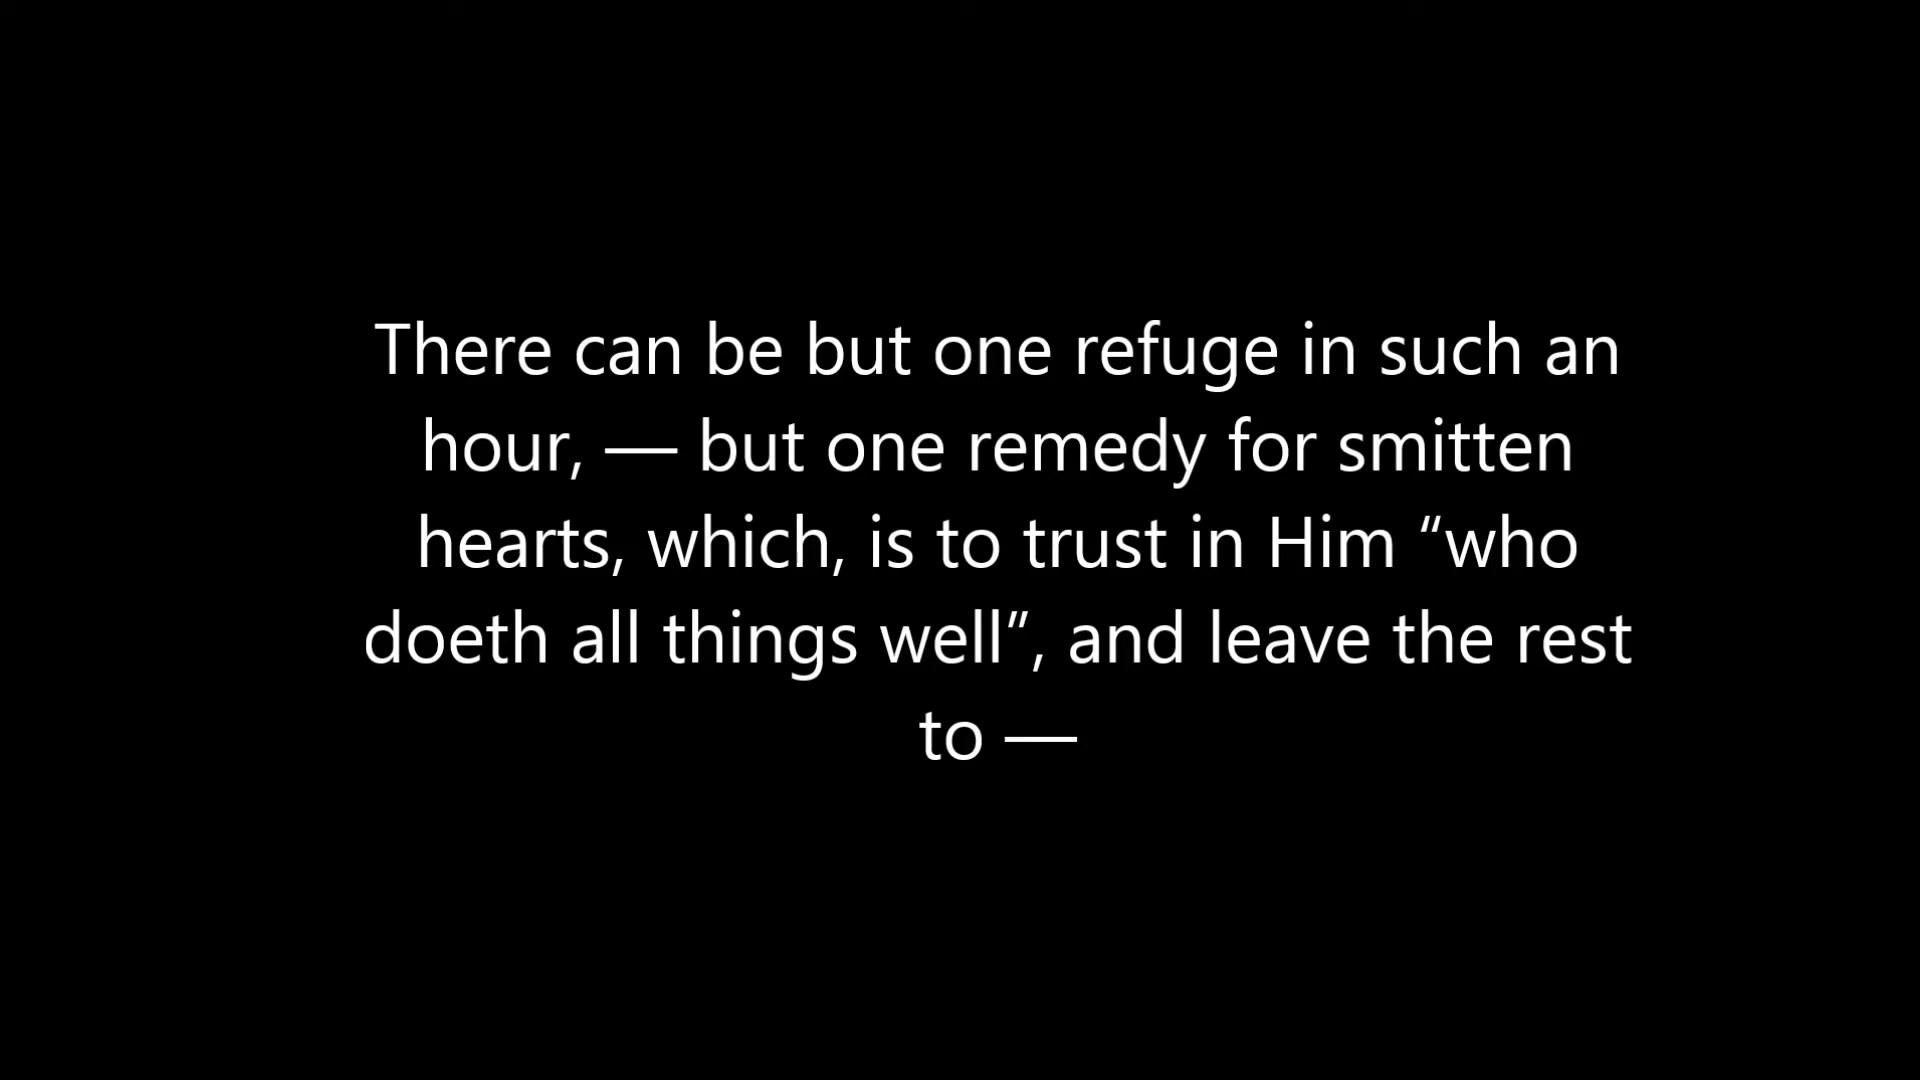 There can be but one refuge in such an
hour, — but one remedy for smitten
hearts, which, is to trust in Him “who
doeth all things well”, and leave the rest
to —